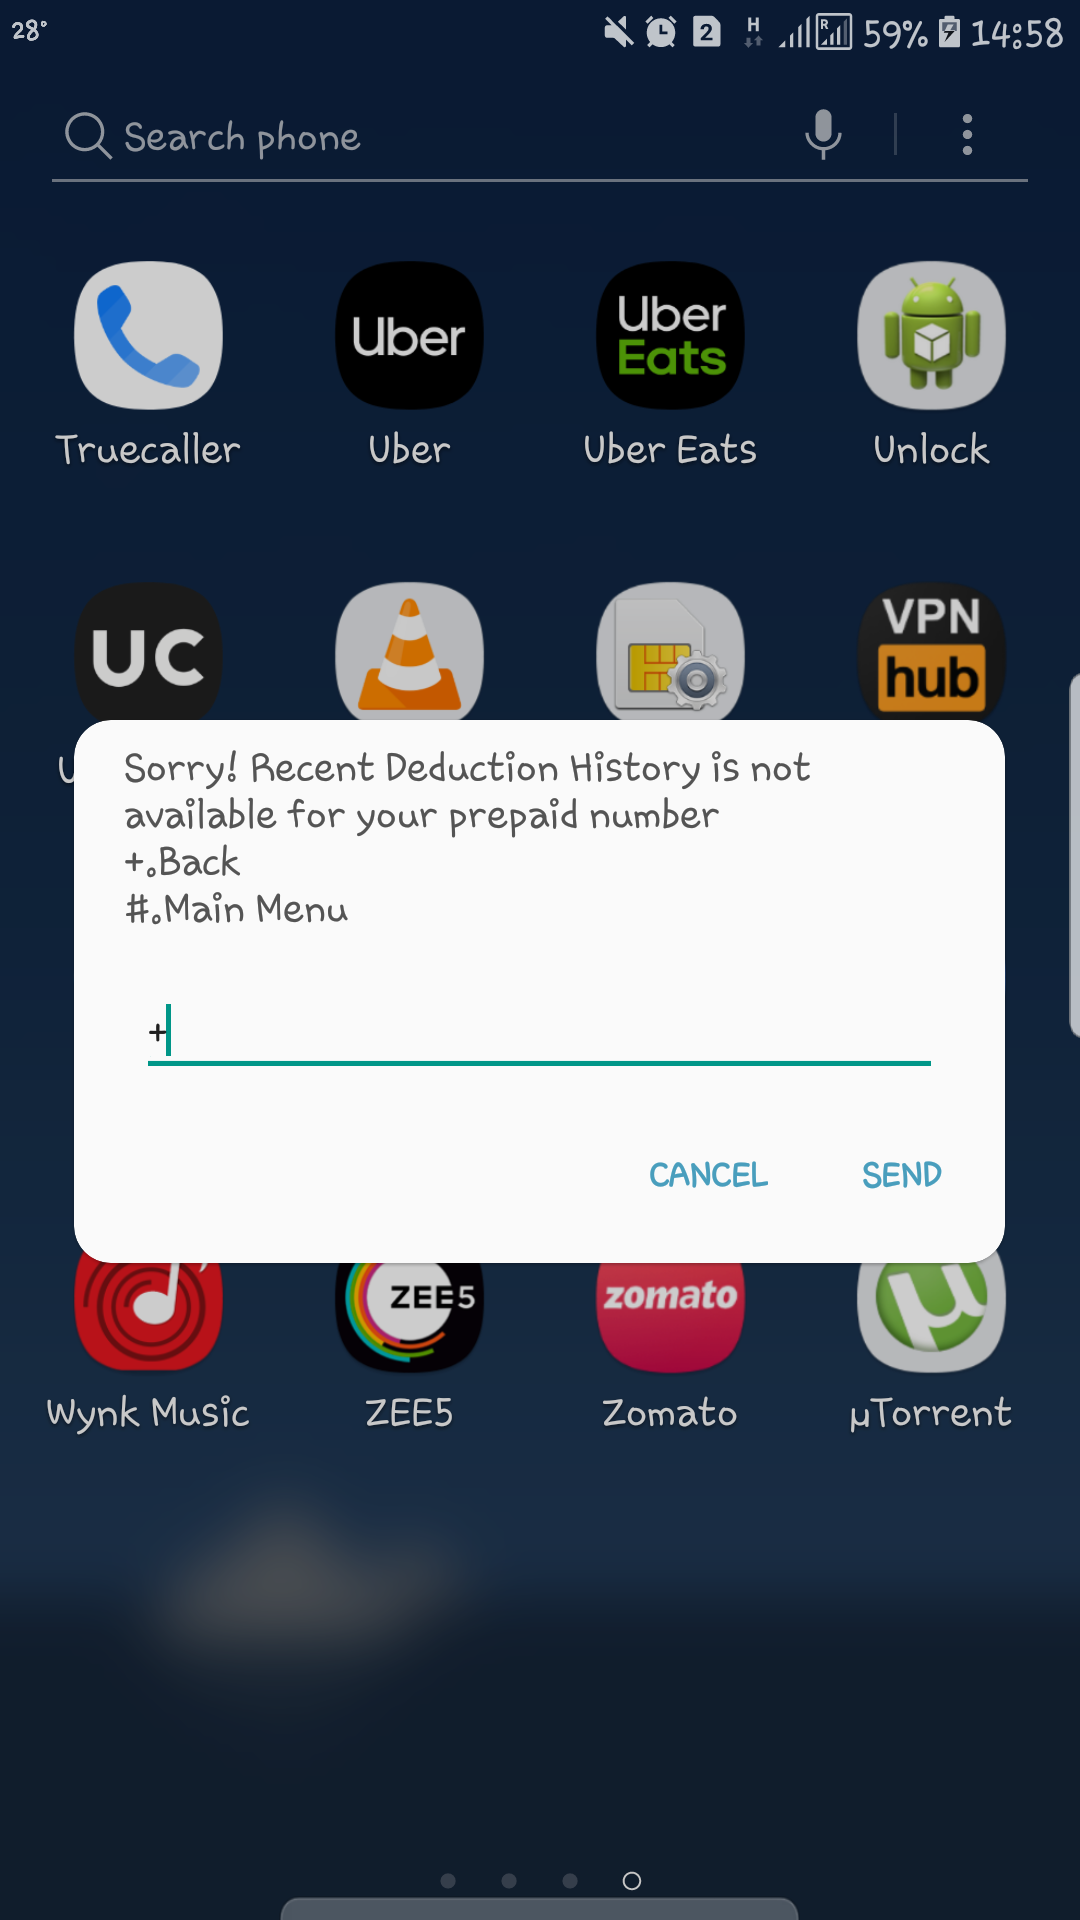 28°
2 H R 59% 14:58
Search phone
Uber
Uber
Eats
Truecaller Uber Uber Eats Unlock
UC
VPN
hub
U
Sorry! Recent Deduction History is not
available for your prepaid number
+.Back
#.Main Menu
+
CANCEL SEND
ZEE5
zomato
µ
Wynk Music ZEE5 Zomato µTorrent